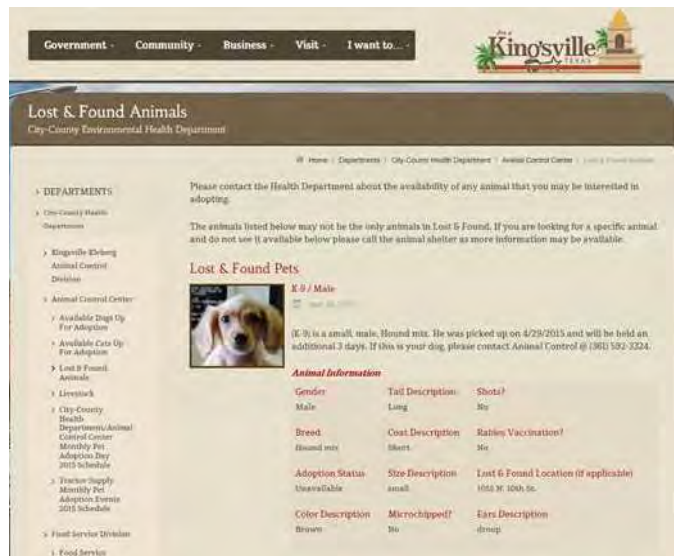 Government -
Community -
Business -
Visit -
I want to... -
City of
Kingsville
TEXAS
Lost & Found Animals
City-County Environmental Health Department
Home / Departments / City-County Health Department / Animal Control Center / Lost & Found Animals
> DEPARTMENTS
> City-County Health
Department
> Kingsville-Kleberg
Animal Control
Division
> Animal Control Center
> Available Dogs Up
For Adoption
> Available Cats Up
For Adoption
> Lost & Found
Animals
> Livestock
> City-County
Health
Department/Animal
Control Center
Monthly Pet
Adoption Day
2015 Schedule
> Tractor Supply
Monthly Pet
Adoption Events
2015 Schedule
> Food Service Division
> Food Service
Please contact the Health Department about the availability of any animal that you may be interested in
adopting.
The animals listed below may not be the only animals in Lost & Found. If you are looking for a specific animal
and do not see it available below please call the animal shelter as more information may be available.
Lost & Found Pets
K-9 / Male
(K-9) is a small, male, Hound mix. He was picked up on 4/29/2015 and will be held an
additional 3 days. If this is your dog, please contact Animal Control @ (361) 592-3324.
Animal Information
Gender
Male
Tail Description
Long
Shots?
No
Breed
Hound mix
Coat Description
Short
Rabies Vaccination?
No
Adoption Status
Unavailable
Size Description
small
Lost & Found Location (if applicable)
N. 10th St.
Color Description
Brown
Microchipped?
No
Ears Description
droop